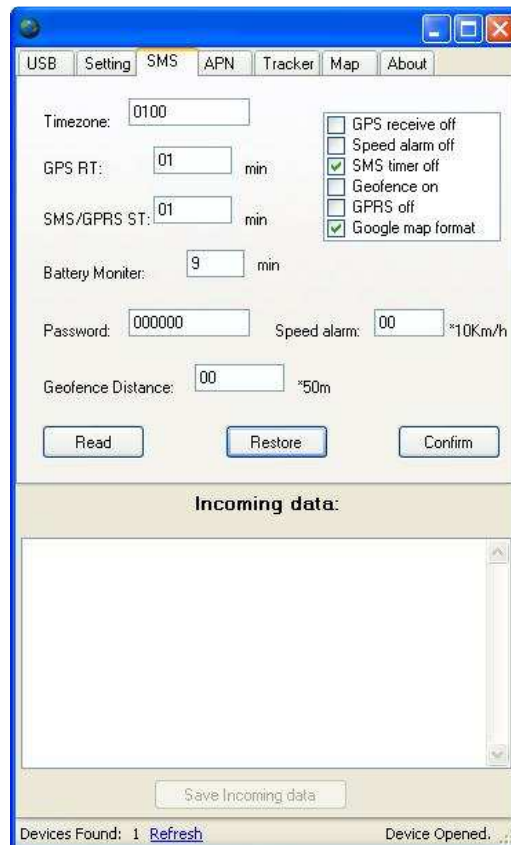 USB Setting SMS APN Tracker Map About
Timezone: 0100
GPS receive off
Speed alarm off
SMS timer off
Geofence on
GPRS off
Google map format
GPS RT: 01 min
SMS/GPRS ST: 01 min
Battery Moniter: 9 min
Password: 000000 Speed alarm: 00 *10Km/h
Geofence Distance: 00 *50m
Read Restore Confirm
Incoming data:
Save Incoming data
Devices Found: 1 Refresh Device Opened.